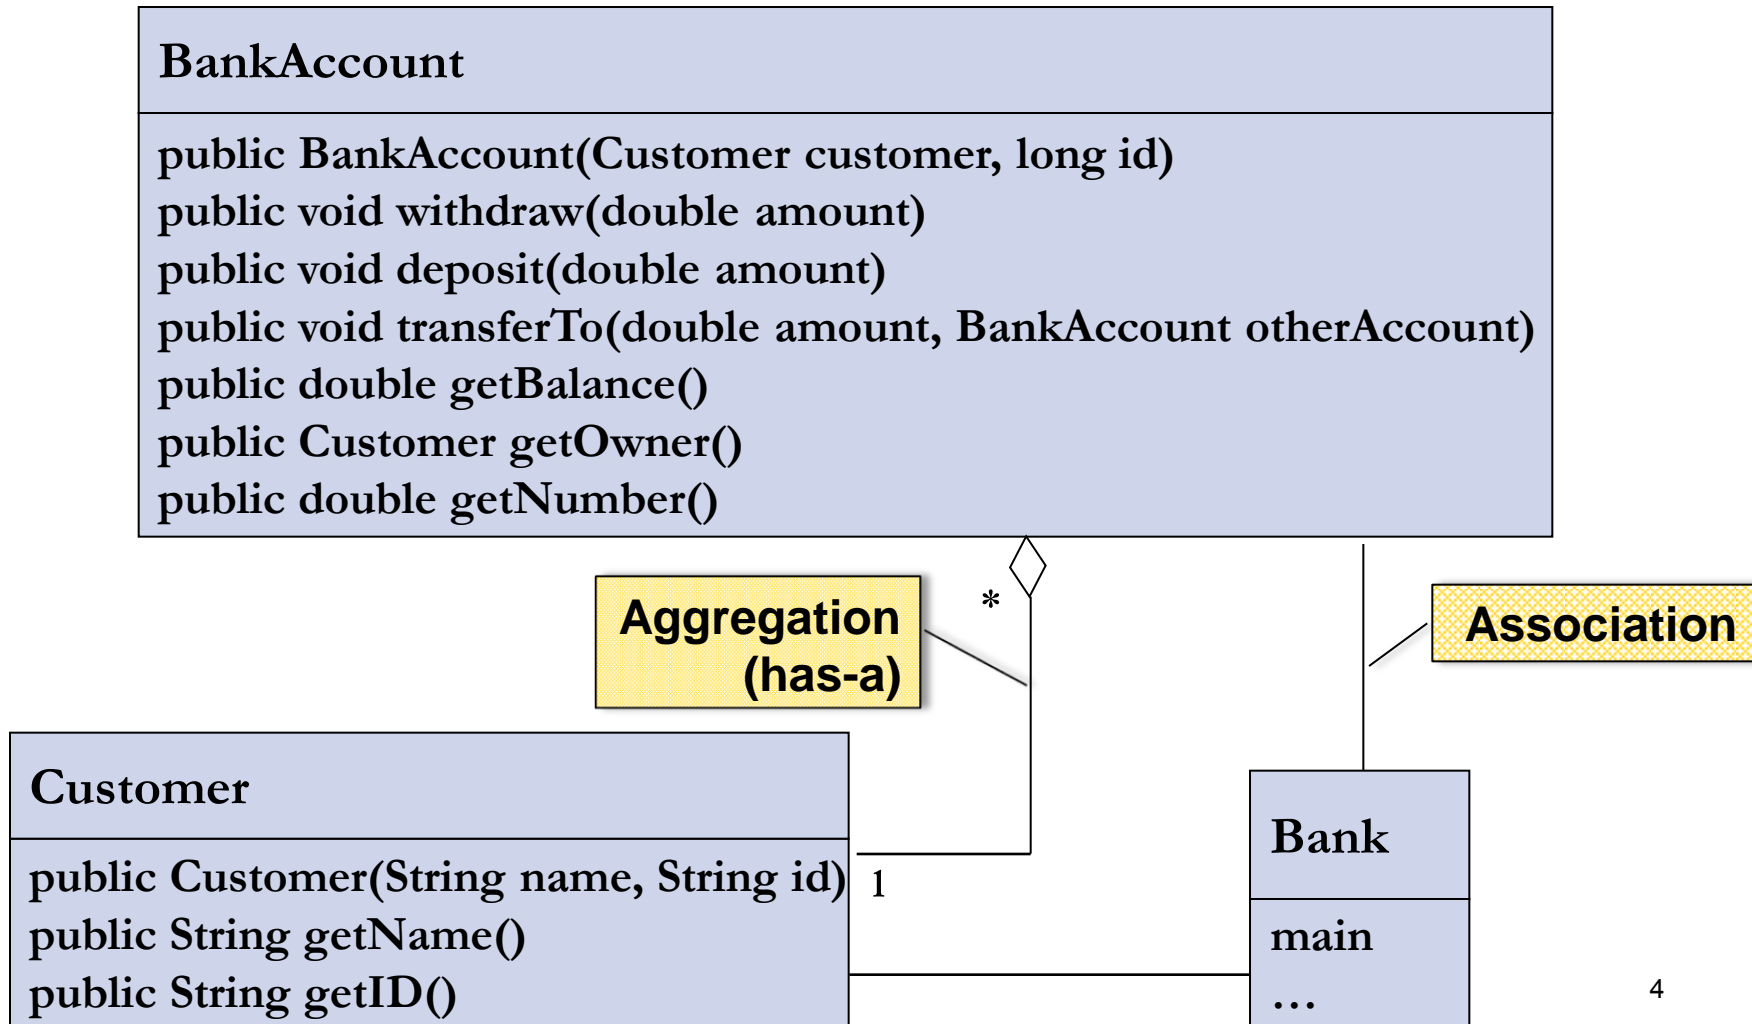 BankAccount
public BankAccount(Customer customer, long id)
public void withdraw(double amount)
public void deposit(double amount)
public void transferTo(double amount, BankAccount otherAccount)
public double getBalance()
public Customer getOwner()
public double getNumber()
Aggregation
(has-a)
*
Association
Customer
public Customer(String name, String id)
public String getName()
public String getID()
1
Bank
main
…
4